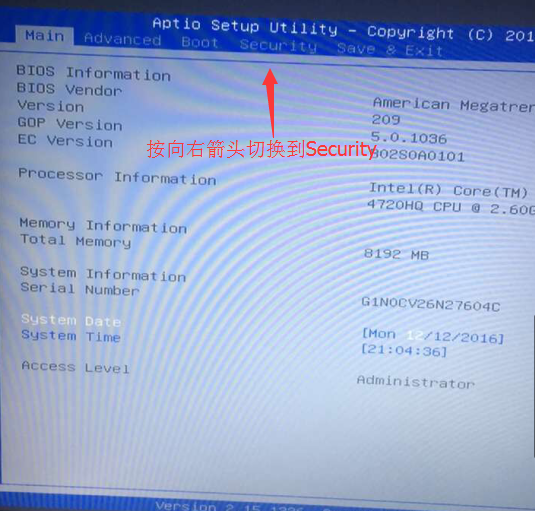 Aptio Setup Utility - Copyright (C) 201
Main Advanced Boot Security Save & Exit
BIOS Information
BIOS Vendor American Megatren
Version 209
GOP Version 5.0.1036
EC Version B02S0A0101
按向右箭头切换到Security
Processor Information
Intel(R) Core(TM)
4720HQ CPU @ 2.60G
Memory Information
Total Memory 8192 MB
System Information
Serial Number G1N0CV26N27604C
System Date [Mon 12/12/2016]
System Time [21:04:36]
Access Level Administrator
Version 2.15.1236